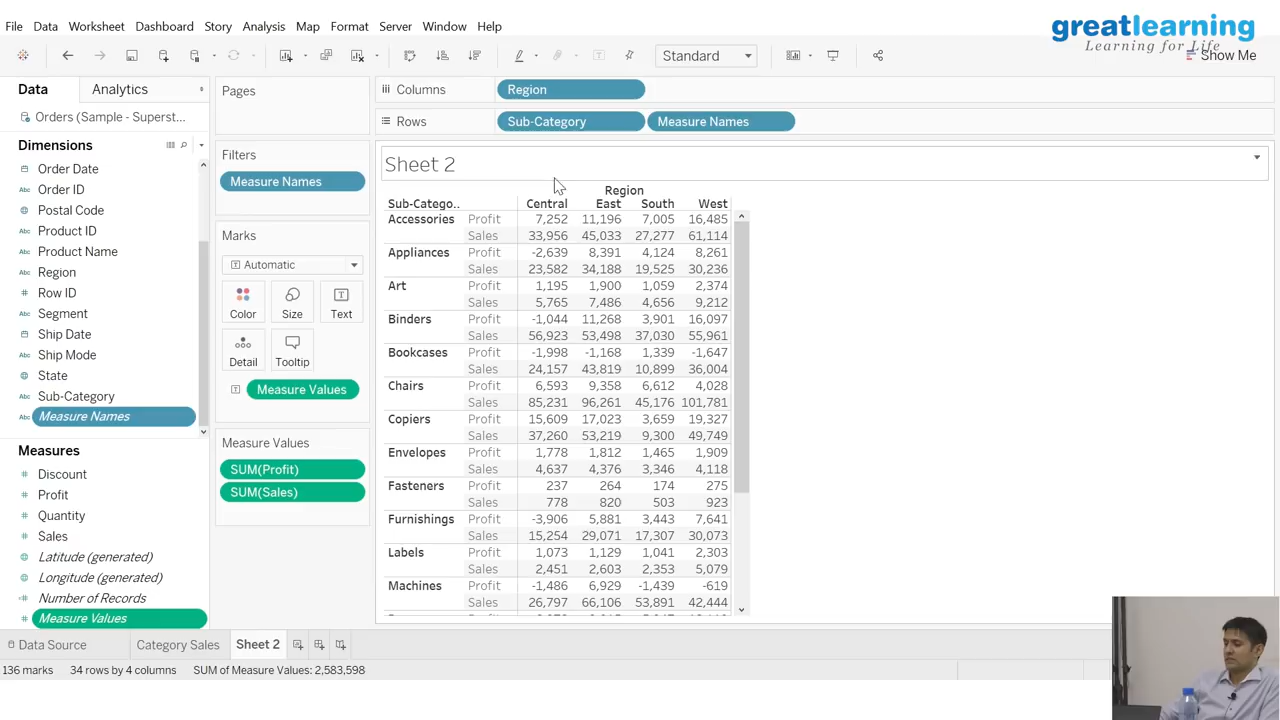 File Data Worksheet Dashboard Story Analysis Map Format Server Window Help
greatlearning
Learning for Life
Standard
Show Me
Data Analytics
Orders (Sample - Superst...
Dimensions
Order Date
Order ID
Postal Code
Product ID
Product Name
Region
Row ID
Segment
Ship Date
Ship Mode
State
Sub-Category
Measure Names
Measures
Discount
Profit
Quantity
Sales
Latitude (generated)
Longitude (generated)
Number of Records
Measure Values
Pages
Filters
Measure Names
Marks
Automatic
Color Size Text
Detail Tooltip
Measure Values
Measure Values
SUM(Profit)
SUM(Sales)
Columns Region
Rows Sub-Category Measure Names
Sheet 2
Region
Sub-Catego.. Central East South West
Accessories Profit 7,252 11,196 7,005 16,485
Sales 33,956 45,033 27,277 61,114
Appliances Profit -2,639 8,391 4,124 8,261
Sales 23,582 34,188 19,525 30,236
Art Profit 1,195 1,900 1,059 2,374
Sales 5,765 7,486 4,656 9,212
Binders Profit -1,044 11,268 3,901 16,097
Sales 56,923 53,498 37,030 55,961
Bookcases Profit -1,998 -1,168 1,339 -1,647
Sales 24,157 43,819 10,899 36,004
Chairs Profit 6,593 9,358 6,612 4,028
Sales 85,231 96,261 45,176 101,781
Copiers Profit 15,609 17,023 3,659 19,327
Sales 37,260 53,219 9,300 49,749
Envelopes Profit 1,778 1,812 1,465 1,909
Sales 4,637 4,376 3,346 4,118
Fasteners Profit 237 264 174 275
Sales 778 820 503 923
Furnishings Profit -3,906 5,881 3,443 7,641
Sales 15,254 29,071 17,307 30,073
Labels Profit 1,073 1,129 1,041 2,303
Sales 2,451 2,603 2,353 5,079
Machines Profit -1,486 6,929 -1,439 -619
Sales 26,797 66,106 53,891 42,444
Data Source Category Sales Sheet 2
136 marks 34 rows by 4 columns SUM of Measure Values: 2,583,598